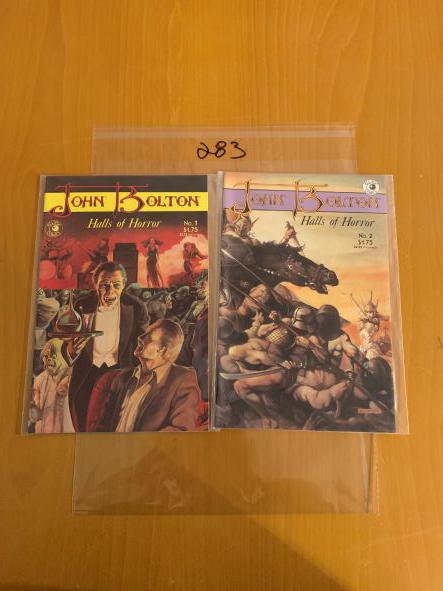 283
JOHN BOLTON
Halls of Horror
No. 1
$1.75
JOHN BOLTON
Halls of Horror
No. 2
$1.75